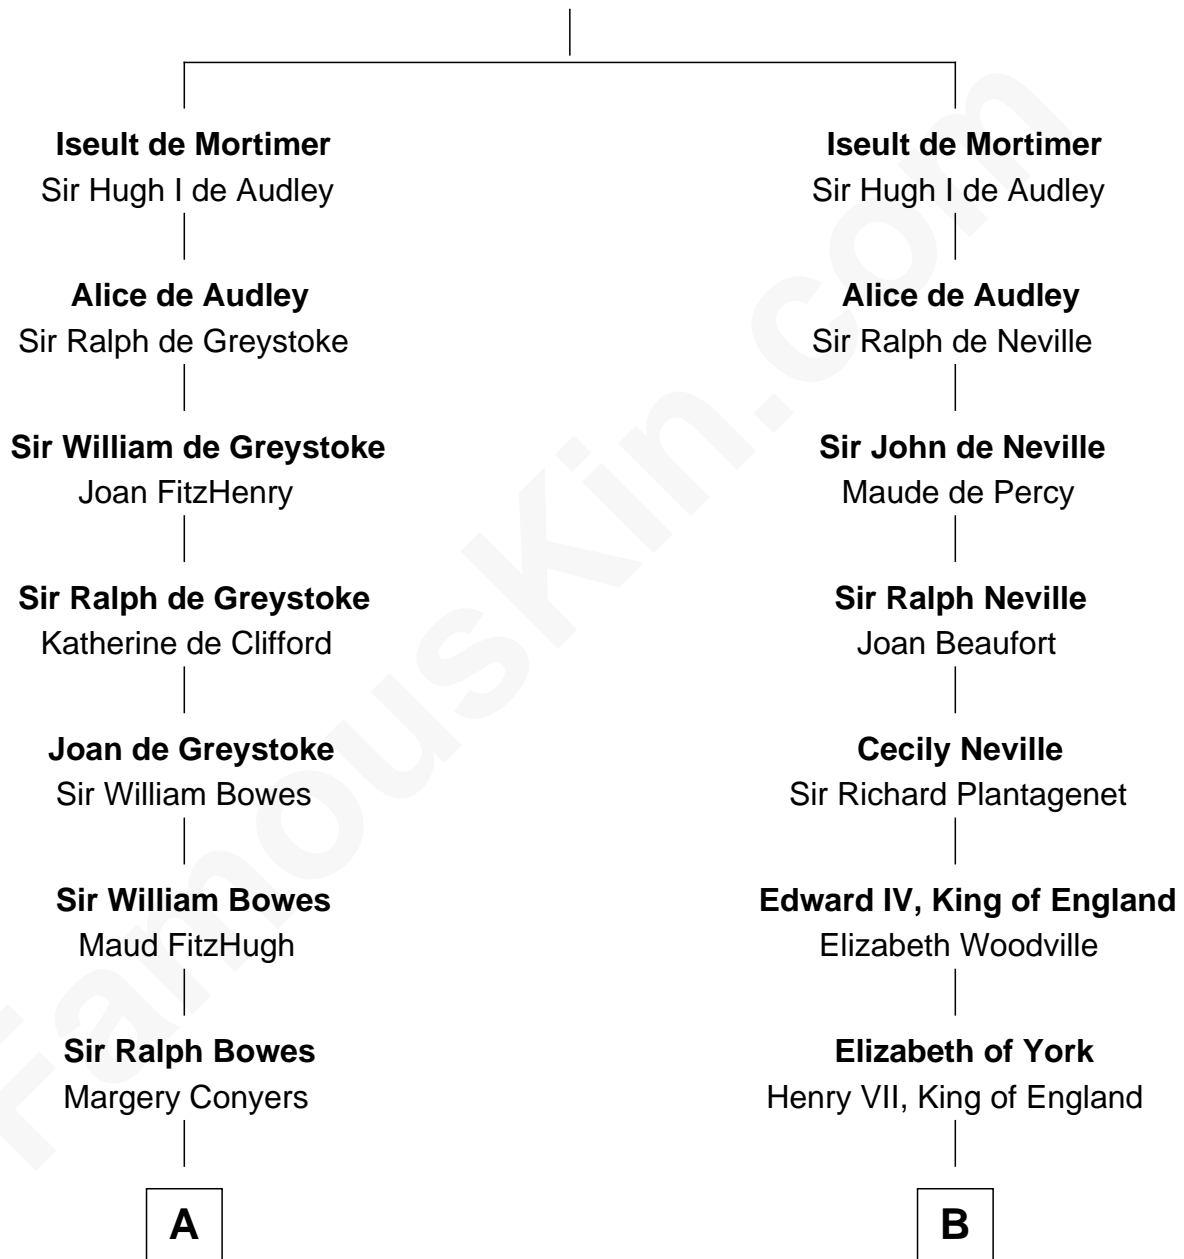 Iseult de Mortimer
Sir Hugh I de Audley
Alice de Audley
Sir Ralph de Greystoke
Sir William de Greystoke
Joan FitzHenry
Sir Ralph de Greystoke
Katherine de Clifford
Joan de Greystoke
Sir William Bowes
Sir William Bowes
Maud FitzHugh
Sir Ralph Bowes
Margery Conyers
A
Iseult de Mortimer
Sir Hugh I de Audley
Alice de Audley
Sir Ralph de Neville
Sir John de Neville
Maude de Percy
Sir Ralph Neville
Joan Beaufort
Cecily Neville
Sir Richard Plantagenet
Edward IV, King of England
Elizabeth Woodville
Elizabeth of York
Henry VII, King of England
B
FamousKin.com